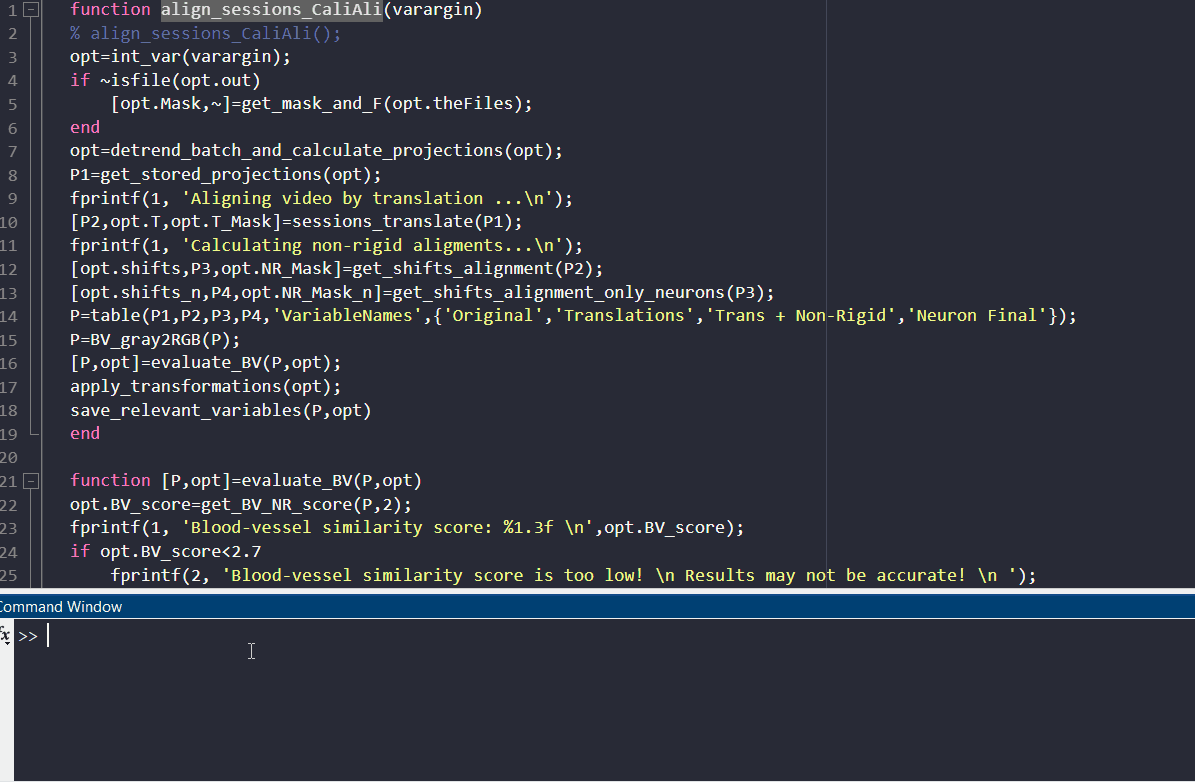 1 function align_sessions_CaliAli(varargin)
2 % align_sessions_CaliAli();
3 opt=int_var(varargin);
4 if ~isfile(opt.out)
5 [opt.Mask,~]=get_mask_and_F(opt.theFiles);
6 end
7 opt=detrend_batch_and_calculate_projections(opt);
8 P1=get_stored_projections(opt);
9 fprintf(1, 'Aligning video by translation ...\n');
10 [P2,opt.T,opt.T_Mask]=sessions_translate(P1);
11 fprintf(1, 'Calculating non-rigid aligments...\n');
12 [opt.shifts,P3,opt.NR_Mask]=get_shifts_alignment(P2);
13 [opt.shifts_n,P4,opt.NR_Mask_n]=get_shifts_alignment_only_neurons(P3);
14 P=table(P1,P2,P3,P4,'VariableNames',{'Original','Translations','Trans + Non-Rigid','Neuron Final'});
15 P=BV_gray2RGB(P);
16 [P,opt]=evaluate_BV(P,opt);
17 apply_transformations(opt);
18 save_relevant_variables(P,opt)
19 end
20
21 function [P,opt]=evaluate_BV(P,opt)
22 opt.BV_score=get_BV_NR_score(P,2);
23 fprintf(1, 'Blood-vessel similarity score: %1.3f \n',opt.BV_score);
24 if opt.BV_score<2.7
25 fprintf(2, 'Blood-vessel similarity score is too low! \n Results may not be accurate! \n ');
Command Window
fx >>